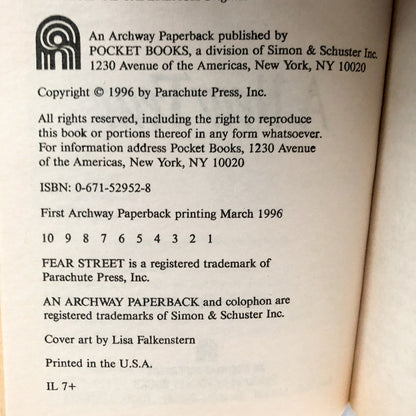 An Archway Paperback published by
POCKET BOOKS, a division of Simon & Schuster Inc.
1230 Avenue of the Americas, New York, NY 10020
Copyright © 1996 by Parachute Press, Inc.
All rights reserved, including the right to reproduce
this book or portions thereof in any form whatsoever.
For information address Pocket Books, 1230 Avenue
of the Americas, New York, NY 10020
ISBN: 0-671-52952-8
First Archway Paperback printing March 1996
10 9 8 7 6 5 4 3 2 1
FEAR STREET is a registered trademark of
Parachute Press, Inc.
AN ARCHWAY PAPERBACK and colophon are
registered trademarks of Simon & Schuster Inc.
Cover art by Lisa Falkenstern
Printed in the U.S.A.
IL 7+